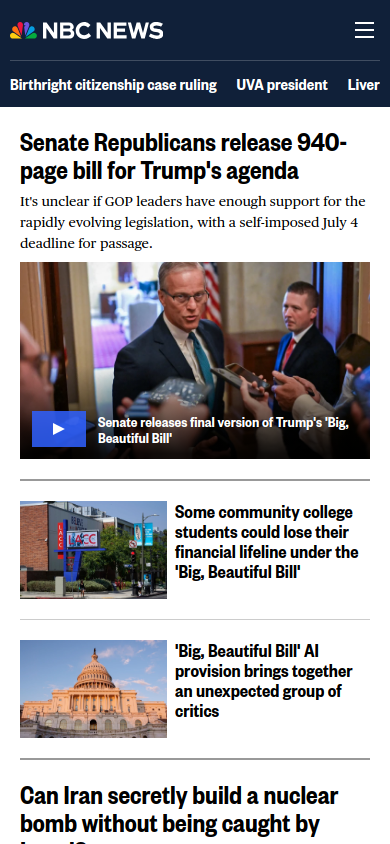 NBC NEWS
Birthright citizenship case ruling UVA president Liver
Senate Republicans release 940-
page bill for Trump's agenda
It's unclear if GOP leaders have enough support for the
rapidly evolving legislation, with a self-imposed July 4
deadline for passage.
Senate releases final version of Trump's 'Big,
Beautiful Bill'
LACC
Some community college
students could lose their
financial lifeline under the
'Big, Beautiful Bill'
'Big, Beautiful Bill' AI
provision brings together
an unexpected group of
critics
Can Iran secretly build a nuclear
bomb without being caught by